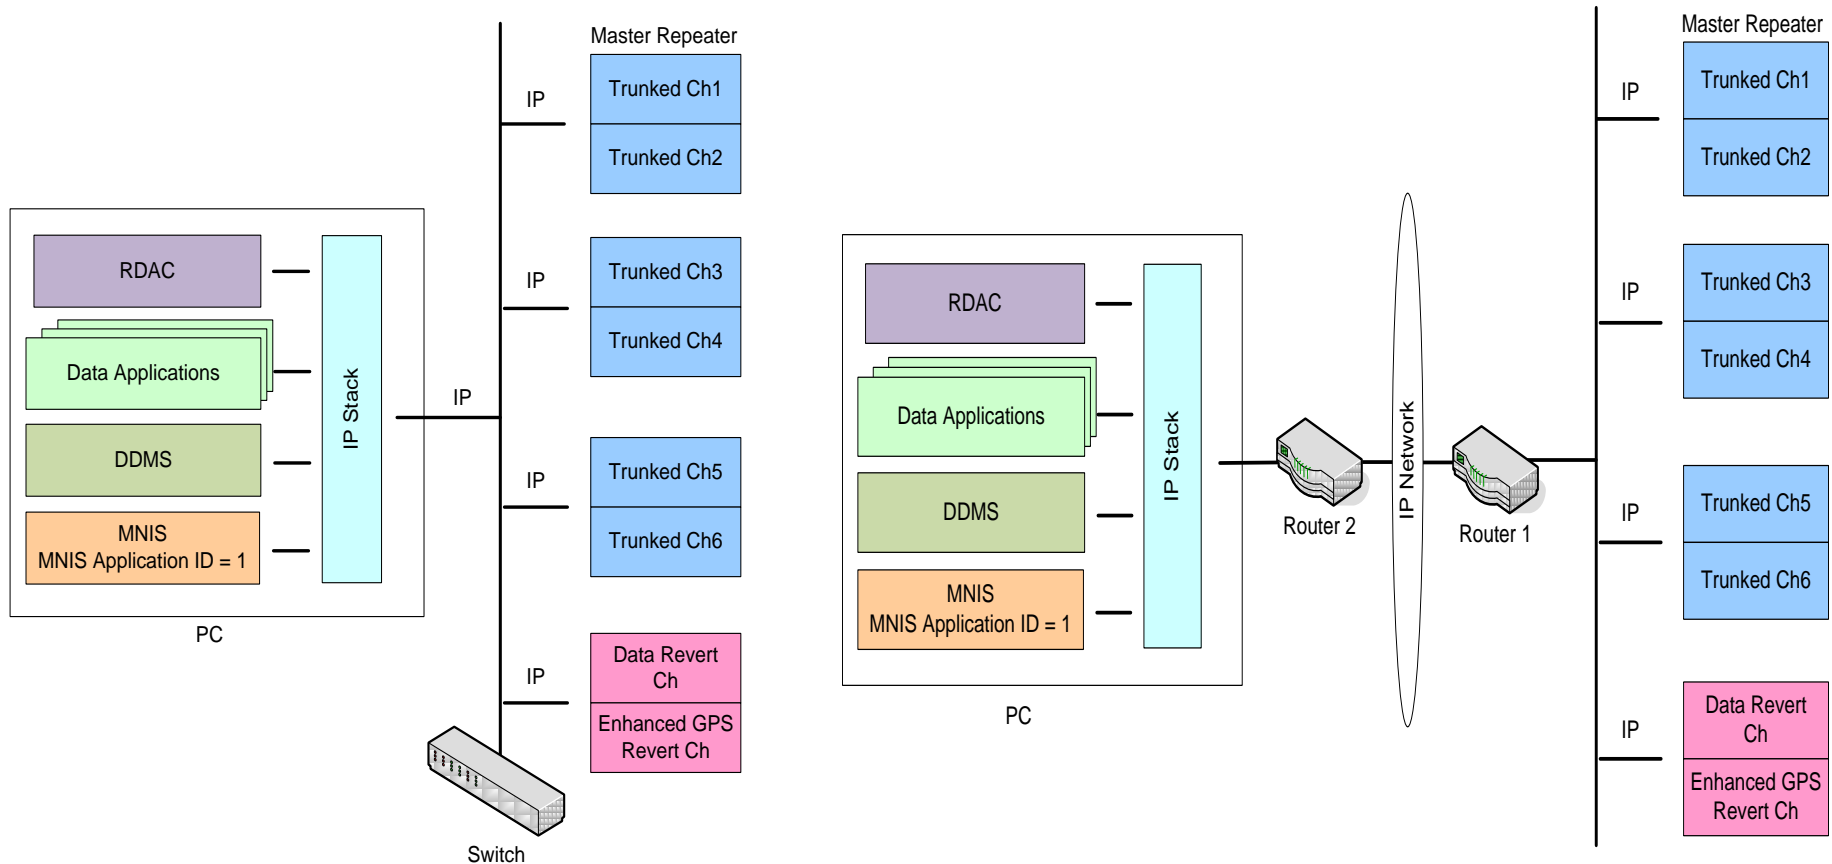 Master Repeater
Trunked Ch1
IP
Trunked Ch2
RDAC
Data Applications
DDMS
MNIS
MNIS Application ID = 1
IP Stack
PC
IP
Trunked Ch3
IP
Trunked Ch4
IP
Trunked Ch5
IP
Trunked Ch6
Data Revert
Ch
IP
Enhanced GPS
Revert Ch
Switch
Master Repeater
Trunked Ch1
IP
Trunked Ch2
RDAC
Data Applications
DDMS
MNIS
MNIS Application ID = 1
IP Stack
PC
Router 2
IP Network
Router 1
Trunked Ch3
IP
Trunked Ch4
Trunked Ch5
IP
Trunked Ch6
Data Revert
Ch
IP
Enhanced GPS
Revert Ch